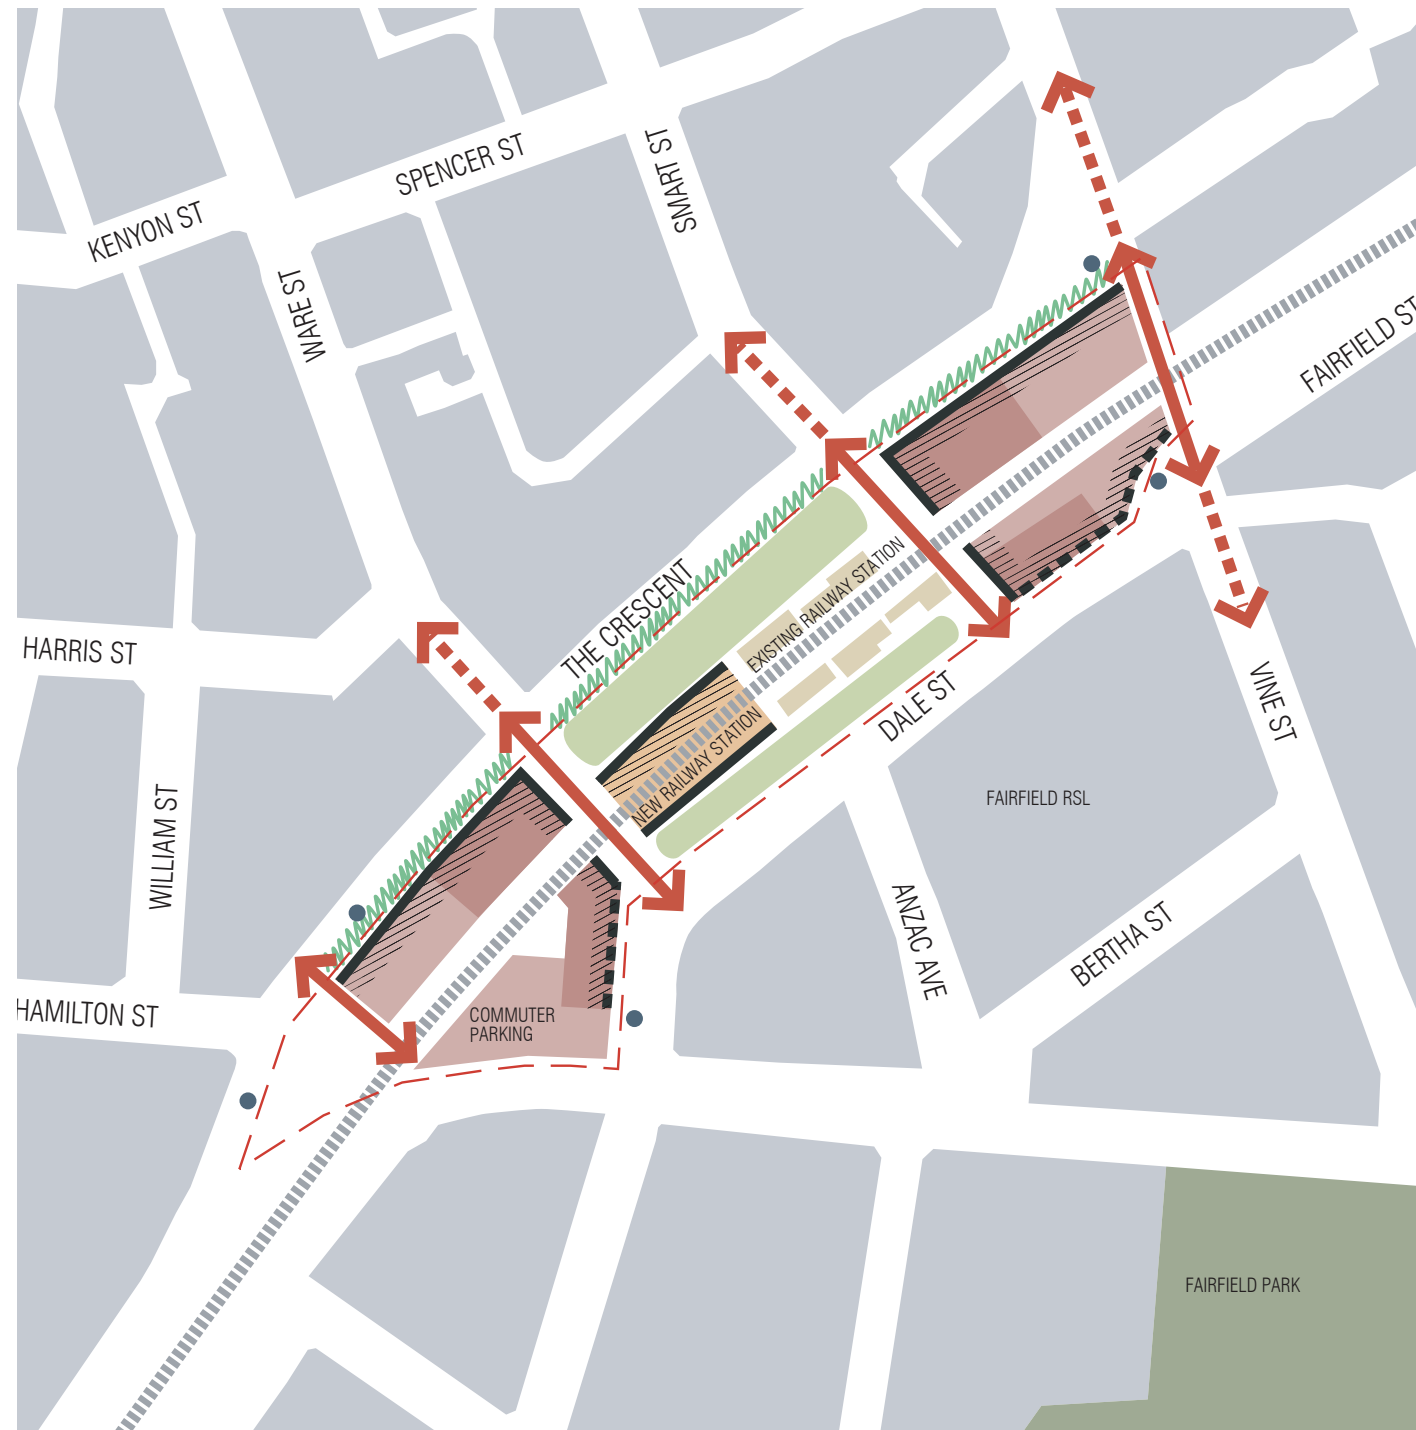 SPENCER ST
SMART ST
KENYON ST
WARE ST
FAIRFIELD ST
THE CRESCENT
EXISTING RAILWAY STATION
HARRIS ST
NEW RAILWAY STATION
DALE ST
VINE ST
FAIRFIELD RSL
WILLIAM ST
ANZAC AVE
BERTHA ST
HAMILTON ST
COMMUTER
PARKING
FAIRFIELD PARK